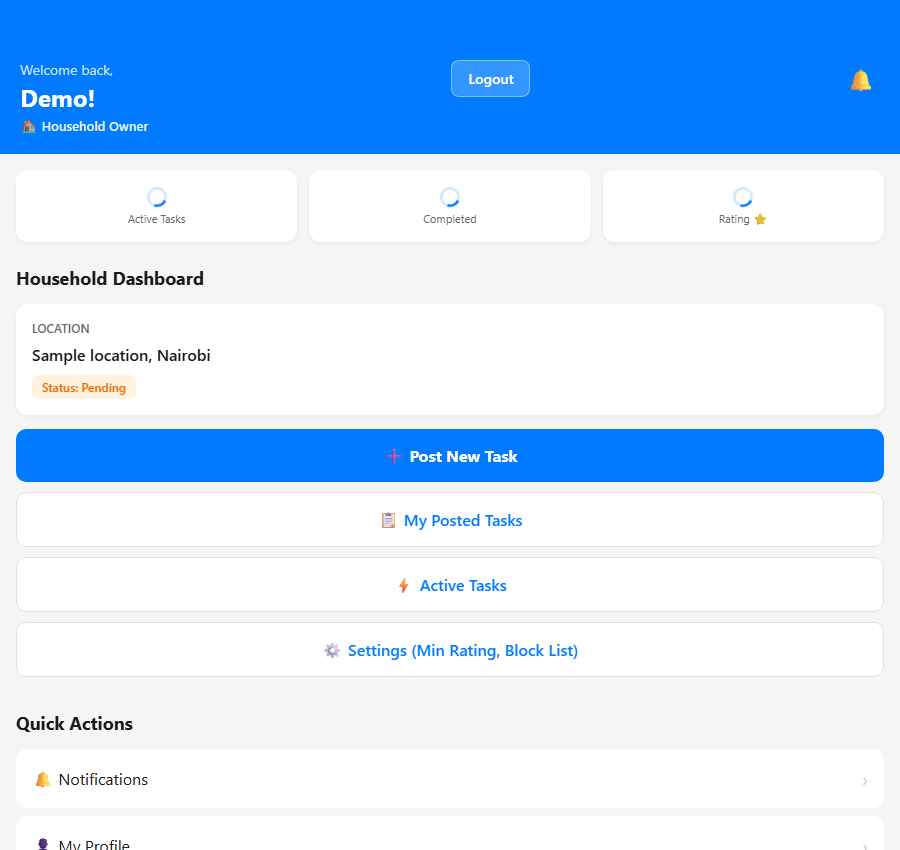 Welcome back,
Demo!
Household Owner
Logout
Active Tasks
Completed
Rating
Household Dashboard
LOCATION
Sample location, Nairobi
Status: Pending
Post New Task
My Posted Tasks
Active Tasks
Settings (Min Rating, Block List)
Quick Actions
Notifications
My Profile